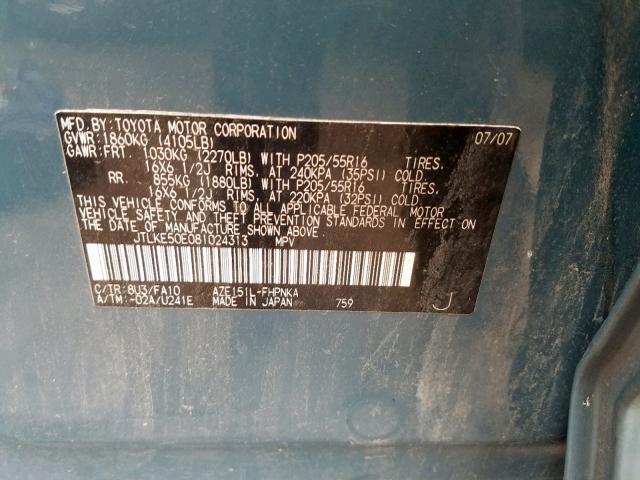 MFD. BY: TOYOTA MOTOR CORPORATION 07/07
GVWR 1860KG (4105LB)
GAWR: FRT. 1030KG (2270LB) WITH P205/55R16 TIRES,
16X6 1/2J RIMS, AT 240KPA (35PSI) COLD
RR. 855KG (1880LB) WITH P205/55R16 TIRES,
16X6 1/2J RIMS, AT 220KPA (32PSI) COLD
THIS VEHICLE CONFORMS TO ALL APPLICABLE FEDERAL MOTOR
VEHICLE SAFETY AND THEFT PREVENTION STANDARDS IN EFFECT ON
THE DATE OF MANUFACTURE SHOWN ABOVE.
JTLKE50E081024313 MPV
C/TR: 8U3/FA10 AZE151L-FHPNKA
A/TM: -02A/U241E MADE IN JAPAN 759 J